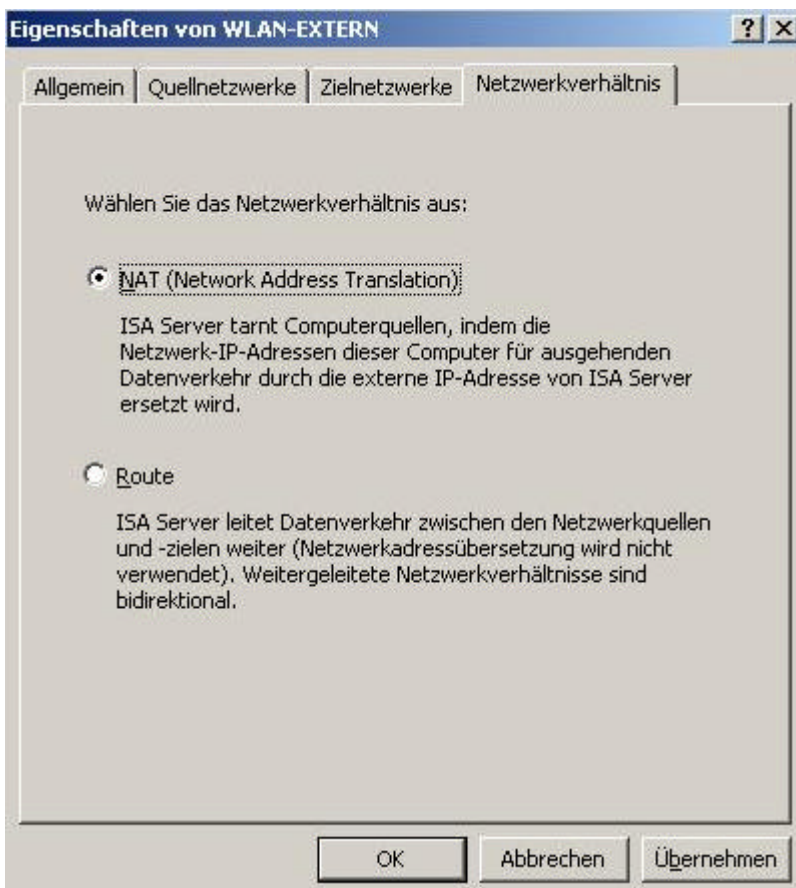 Eigenschaften von WLAN-EXTERN
Allgemein
Quellnetzwerke
Zielnetzwerke
Netzwerkverhältnis
Wählen Sie das Netzwerkverhältnis aus:
NAT (Network Address Translation)
ISA Server tarnt Computerquellen, indem die
Netzwerk-IP-Adressen dieser Computer für ausgehenden
Datenverkehr durch die externe IP-Adresse von ISA Server
ersetzt wird.
Route
ISA Server leitet Datenverkehr zwischen den Netzwerkquellen
und -zielen weiter (Netzwerkadressübersetzung wird nicht
verwendet). Weitergeleitete Netzwerkverhältnisse sind
bidirektional.
OK
Abbrechen
Übernehmen